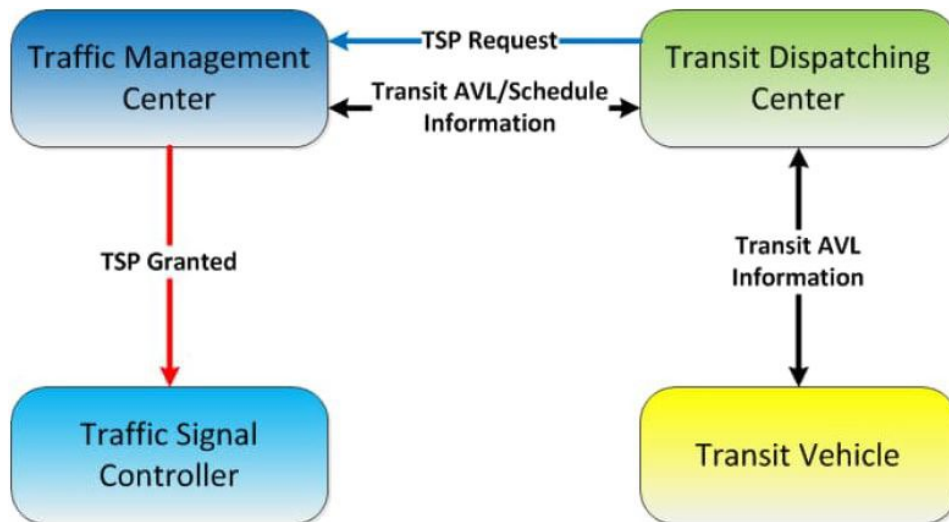 Traffic Management
Center
TSP Request
Transit AVL/Schedule
Information
Transit Dispatching
Center
TSP Granted
Transit AVL
Information
Traffic Signal
Controller
Transit Vehicle